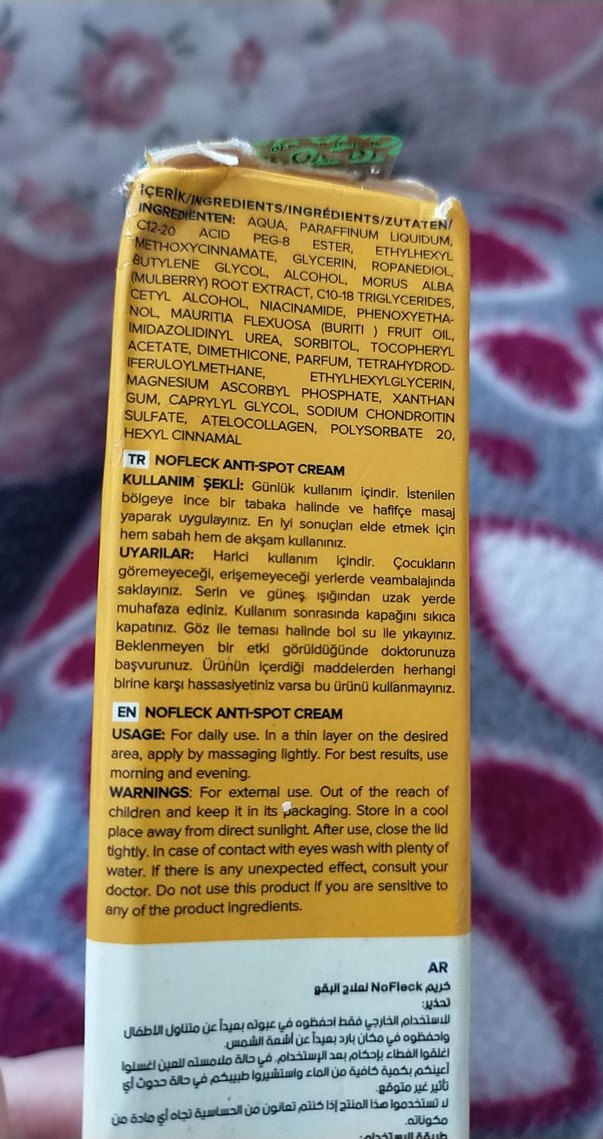 İÇERİK/INGREDIENTS/INGRÉDIENTS/ZUTATEN/
INGREDIËNTEN: AQUA, PARAFFINUM LIQUIDUM,
C12-20 ACID PEG-8 ESTER, ETHYLHEXYL
METHOXYCINNAMATE, GLYCERIN, ROPANEDIOL,
BUTYLENE GLYCOL, ALCOHOL, MORUS ALBA
(MULBERRY) ROOT EXTRACT, C10-18 TRIGLYCERIDES,
CETYL ALCOHOL, NIACINAMIDE, PHENOXYETHA-
NOL, MAURITIA FLEXUOSA (BURITI ) FRUIT OIL,
IMIDAZOLIDINYL UREA, SORBITOL, TOCOPHERYL
ACETATE, DIMETHICONE, PARFUM, TETRAHYDROD-
IFERULOYLMETHANE, ETHYLHEXYLGLYCERIN,
MAGNESIUM ASCORBYL PHOSPHATE, XANTHAN
GUM, CAPRYLYL GLYCOL, SODIUM CHONDROITIN
SULFATE, ATELOCOLLAGEN, POLYSORBATE 20,
HEXYL CINNAMAL
TR NOFLECK ANTI-SPOT CREAM
KULLANIM ŞEKLİ: Günlük kullanım içindir. İstenilen
bölgeye ince bir tabaka halinde ve hafifçe masaj
yaparak uygulayınız. En iyi sonuçları elde etmek için
hem sabah hem de akşam kullanınız.
UYARILAR: Harici kullanım içindir. Çocukların
göremeyeceği, erişemeyeceği yerlerde veambalajında
saklayınız. Serin ve güneş ışığından uzak yerde
muhafaza ediniz. Kullanım sonrasında kapağını sıkıca
kapatınız. Göz ile teması halinde bol su ile yıkayınız.
Beklenmeyen bir etki görüldüğünde doktorunuza
başvurunuz. Ürünün içerdiği maddelerden herhangi
birine karşı hassasiyetiniz varsa bu ürünü kullanmayınız.
EN NOFLECK ANTI-SPOT CREAM
USAGE: For daily use. In a thin layer on the desired
area, apply by massaging lightly. For best results, use
morning and evening.
WARNINGS: For external use. Out of the reach of
children and keep it in its packaging. Store in a cool
place away from direct sunlight. After use, close the lid
tightly. In case of contact with eyes wash with plenty of
water. If there is any unexpected effect, consult your
doctor. Do not use this product if you are sensitive to
any of the product ingredients.
AR
كريم NoFleck لعلاج البقع
تحذير:
للاستخدام الخارجي فقط احفظوه في عبوته بعيداً عن متناول الأطفال
واحفظوه في مكان بارد بعيداً عن أشعة الشمس.
اغلقوا الغطاء بإحكام بعد الإستخدام. في حالة ملامسته للعين اغسلوا
أعينكم بكمية كافية من الماء واستشيروا طبيبكم في حالة حدوث أي
تأثير غير متوقع.
لا تستخدموا هذا المنتج إذا كنتم تعانون من الحساسية تجاه أي مادة من
مكوناته.
طريقة الاستخدام: